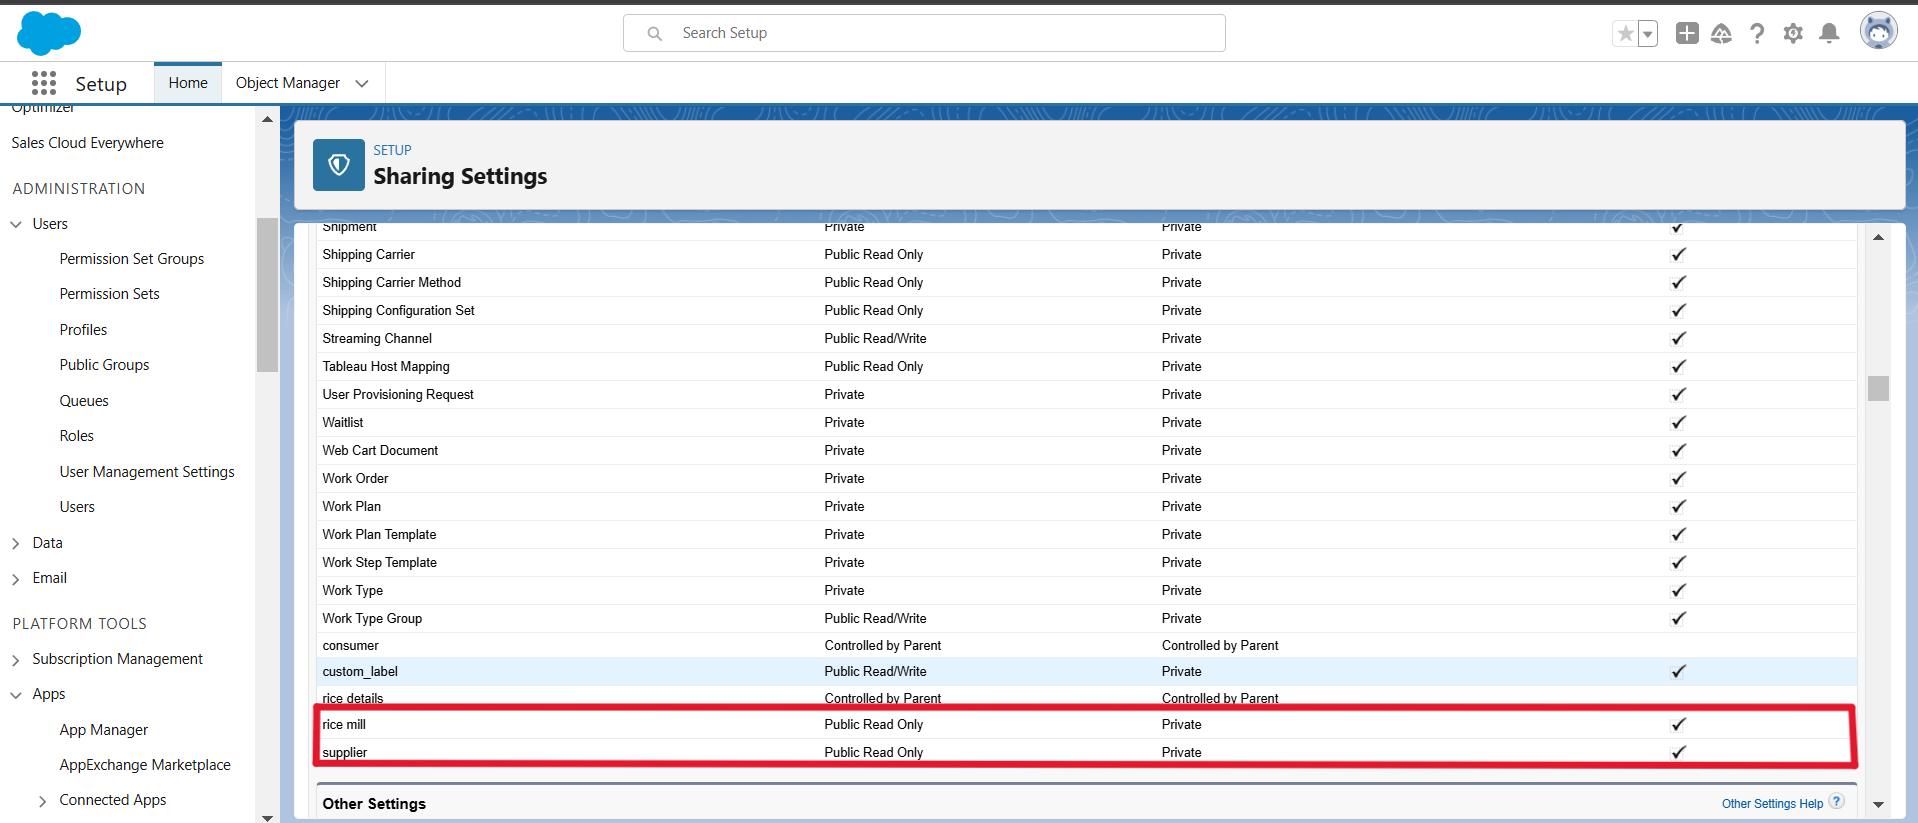 Search Setup
Setup
Home
Object Manager
Optimizer
Sales Cloud Everywhere
ADMINISTRATION
Users
Permission Set Groups
Permission Sets
Profiles
Public Groups
Queues
Roles
User Management Settings
Users
Data
Email
PLATFORM TOOLS
Subscription Management
Apps
App Manager
AppExchange Marketplace
Connected Apps
SETUP
Sharing Settings
Shipment Private Private
Shipping Carrier Public Read Only Private
Shipping Carrier Method Public Read Only Private
Shipping Configuration Set Public Read Only Private
Streaming Channel Public Read/Write Private
Tableau Host Mapping Public Read Only Private
User Provisioning Request Private Private
Waitlist Private Private
Web Cart Document Private Private
Work Order Private Private
Work Plan Private Private
Work Plan Template Private Private
Work Step Template Private Private
Work Type Private Private
Work Type Group Public Read/Write Private
consumer Controlled by Parent Controlled by Parent
custom_label Public Read/Write Private
rice details Controlled by Parent Controlled by Parent
rice mill Public Read Only Private
supplier Public Read Only Private
Other Settings
Other Settings Help ?